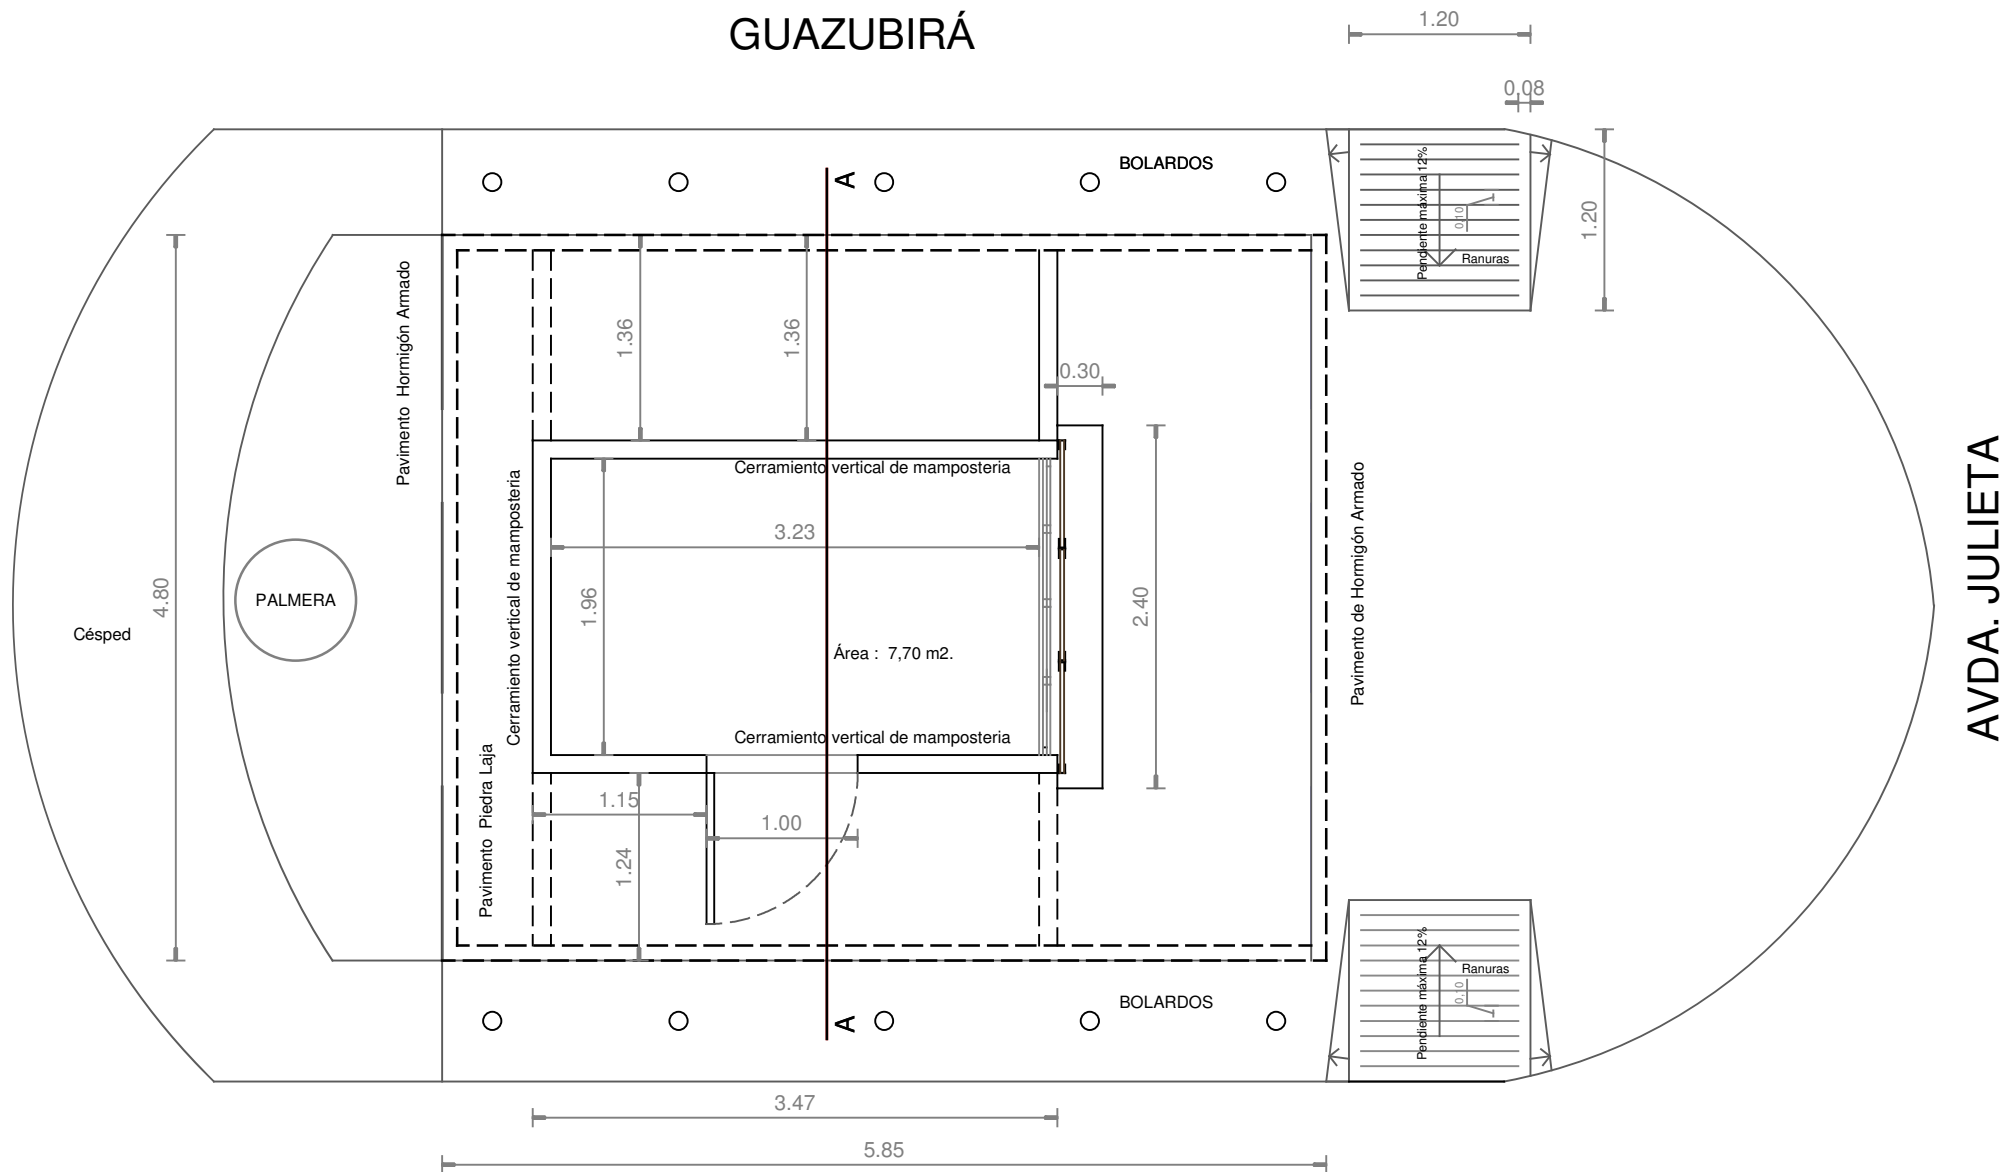 GUAZUBIRÁ
1.20
0,08
BOLARDOS
A
Pendiente máxima 12%
0,10
Ranuras
1.20
Pavimento Hormigón Armado
1.36
1.36
0.30
Cerramiento vertical de mamposteria
Cerramiento vertical de mamposteria
3.23
1.96
4.80
PALMERA
Césped
2.40
Pavimento de Hormigón Armado
AVDA. JULIETA
Área : 7,70 m2.
Cerramiento vertical de mamposteria
Pavimento Piedra Laja
1.15
1.00
1.24
Pendiente máxima 12%
0,10
Ranuras
BOLARDOS
A
3.47
5.85